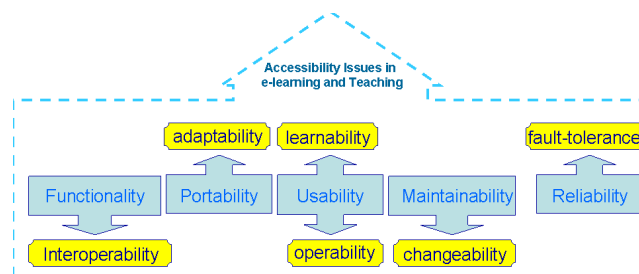 Accessibility Issues in
e-learning and Teaching
adaptability learnability fault-tolerance
Functionality Portability Usability Maintainability Reliability
Interoperability operability changeability